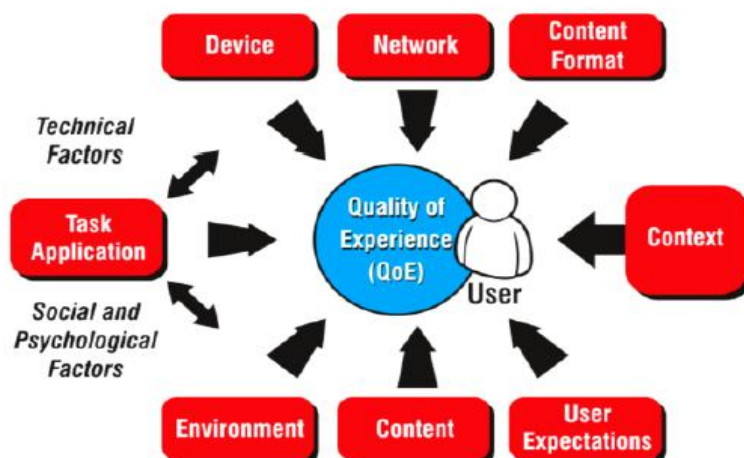 Device
Network
Content
Format
Technical
Factors
Task
Application
Quality of
Experience
(QoE)
User
Context
Social and
Psychological
Factors
Environment
Content
User
Expectations